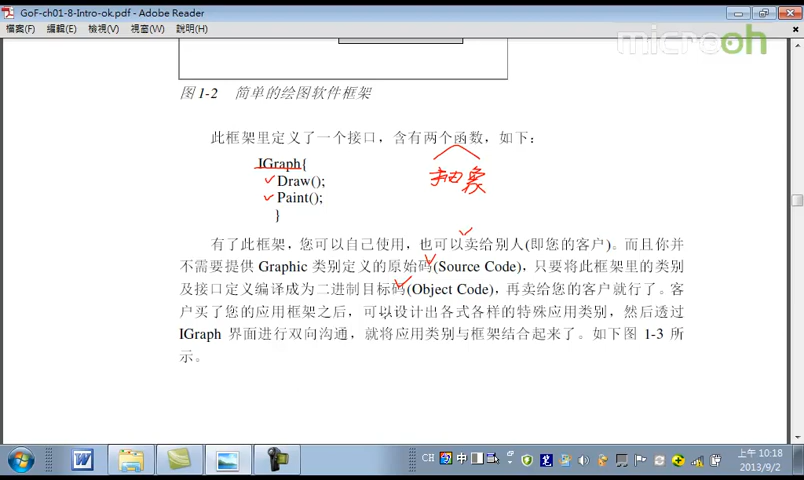 GoF-ch01-8-Intro-ok.pdf - Adobe Reader
檔案(F) 編輯(E) 檢視(V) 視窗(W) 說明(H)
microoh
图 1-2 简单的绘图软件框架
此框架里定义了一个接口，含有两个函数，如下：
抽象
IGraph{
Draw();
Paint();
}
有了此框架，您可以自己使用，也可以卖给别人(即您的客户)。而且你并
不需要提供 Graphic 类别定义的原始码(Source Code)，只要将此框架里的类别
及接口定义编译成为二进制目标码(Object Code)，再卖给您的客户就行了。客
户买了您的应用框架之后，可以设计出各式各样的特殊应用类别，然后透过
IGraph 界面进行双向沟通，就将应用类别与框架结合起来了。如下图 1-3 所
示。
CH 中
上午 10:18
2013/9/2